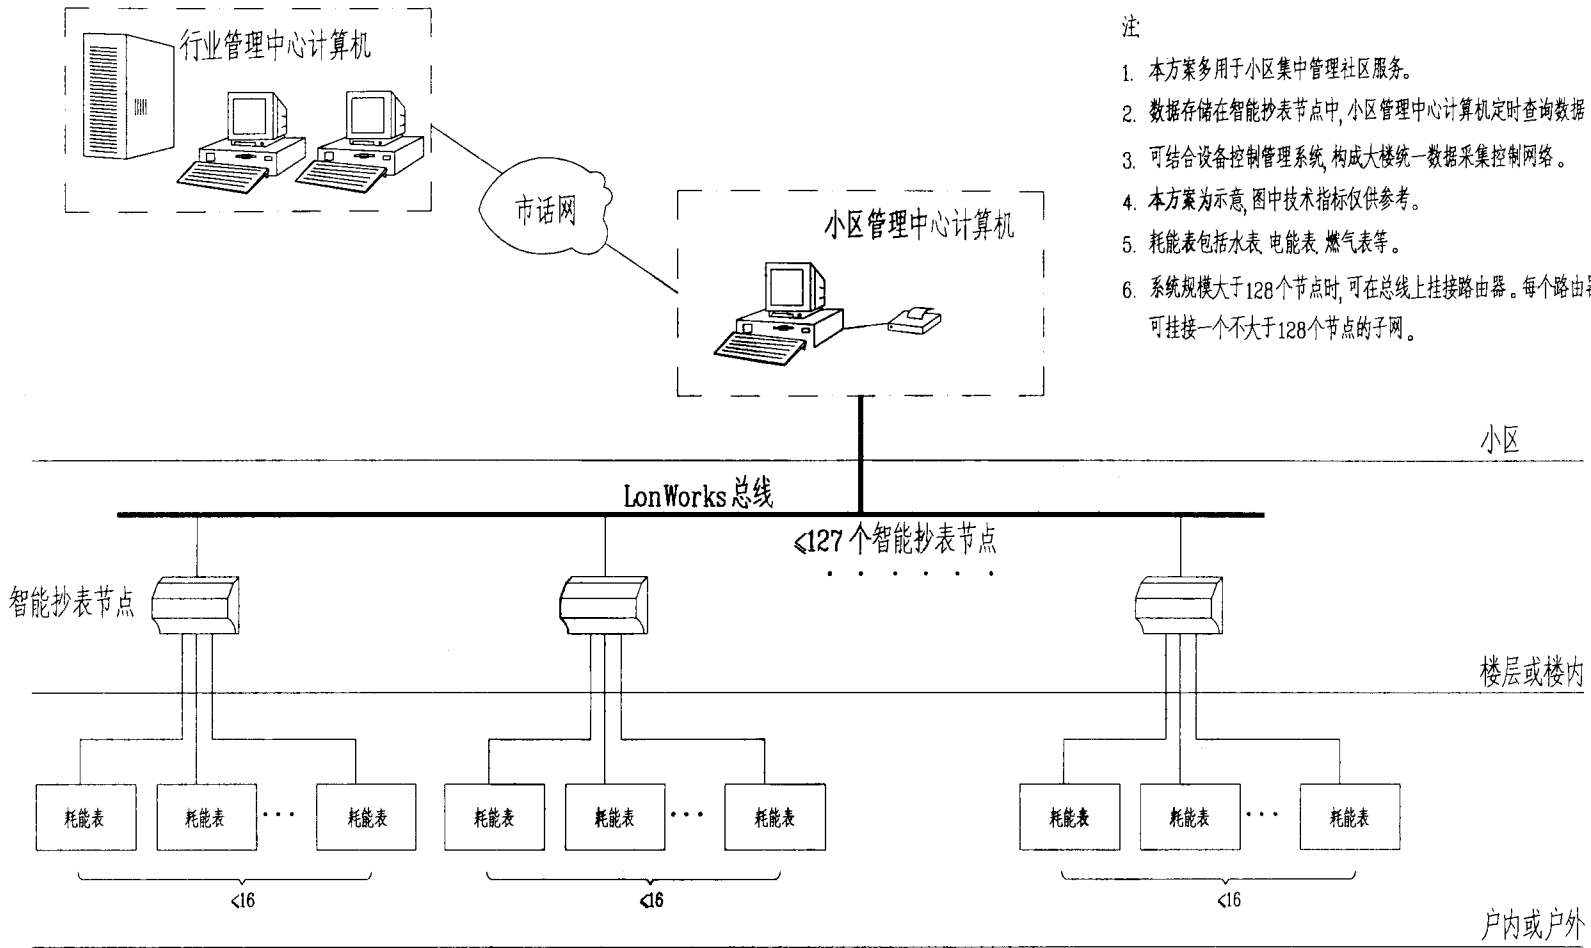 行业管理中心计算机
市话网
小区管理中心计算机
注:
1. 本方案多用于小区集中管理社区服务。
2. 数据存储在智能抄表节点中,小区管理中心计算机定时查询数据
3. 可结合设备控制管理系统,构成大楼统一数据采集控制网络。
4. 本方案为示意,图中技术指标仅供参考。
5. 耗能表包括水表、电能表、燃气表等。
6. 系统规模大于128个节点时,可在总线上挂接路由器。每个路由器
可挂接一个不大于128个节点的子网。
小区
LonWorks总线
≤127个智能抄表节点
· · · · · ·
智能抄表节点
楼层或楼内
耗能表 耗能表 ··· 耗能表 耗能表 耗能表 ··· 耗能表 耗能表 耗能表 ··· 耗能表
≤16 ≤16 ≤16
户内或户外